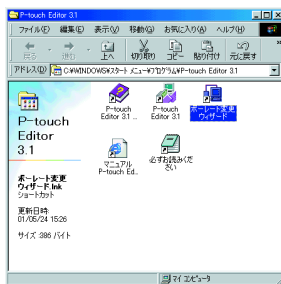 P-touch Editor 3.1
ファイル(F) 編集(E) 表示(V) 移動(G) お気に入り(A) ヘルプ(H)
戻る 進む 上へ 切り取り コピー 貼り付け 元に戻す
アドレス(D) C:¥WINDOWS¥スタート メニュー¥プログラム¥P-touch Editor 3.1
P-touch
Editor
3.1
ボーレート変更
ウィザード.lnk
ショートカット
更新日時:
01/05/24 15:26
サイズ: 386 バイト
P-touch
Editor 3.1 ...
P-touch
Editor 3.1
ボーレート変更
ウィザード
マニュアル
P-touch Ed...
必ずお読みくだ
さい
マイ コンピュータ